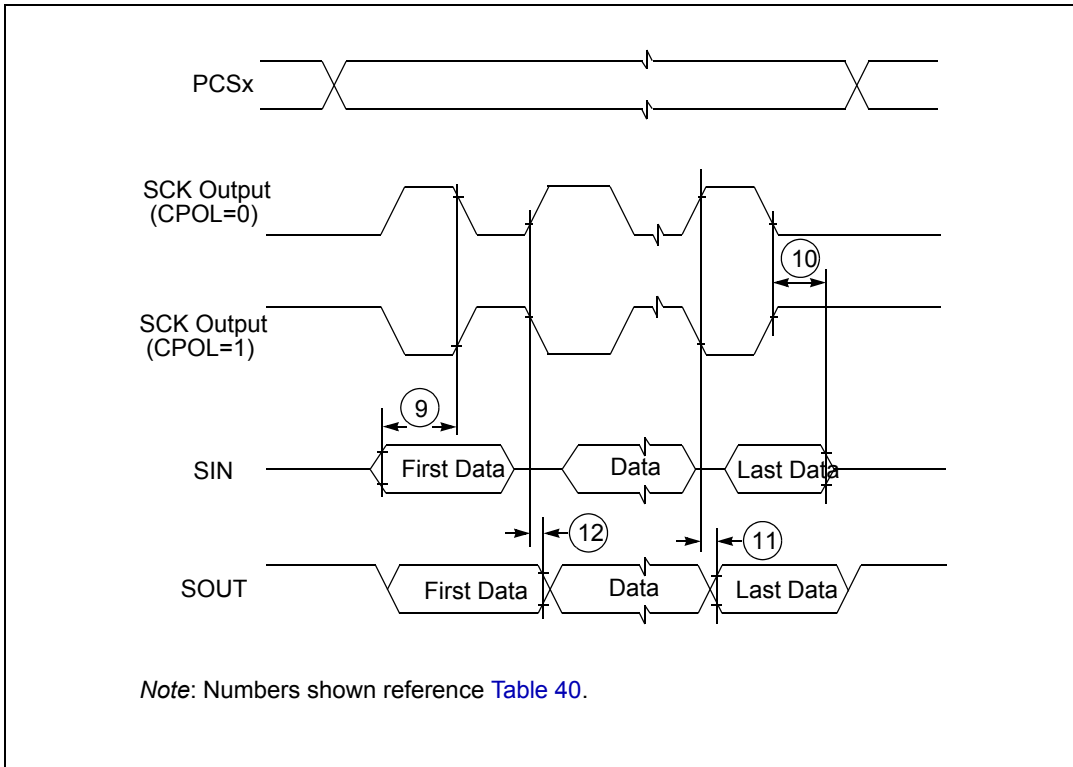 PCSx
SCK Output
(CPOL=0)
10
SCK Output
(CPOL=1)
9
SIN
First Data
Data
Last Data
12
11
SOUT
First Data
Data
Last Data
Note: Numbers shown reference Table 40.